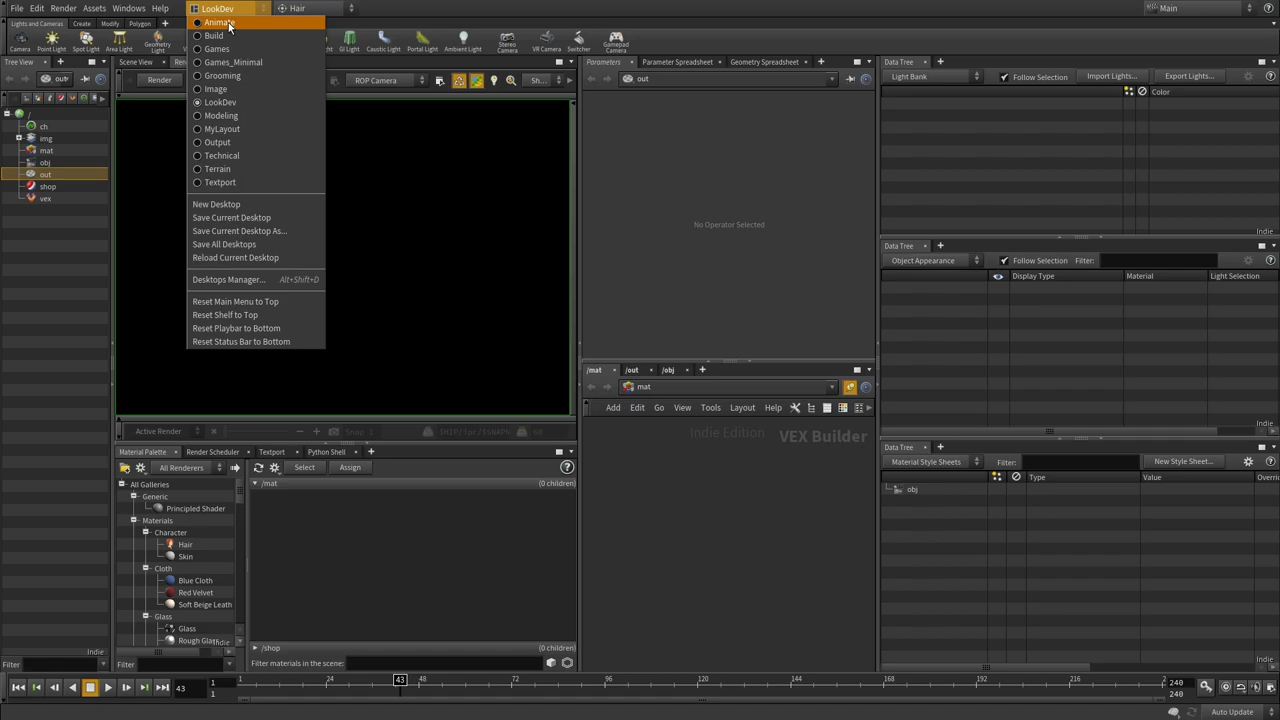 File Edit Render Assets Windows Help LookDev Hair Main
Lights and Cameras Create Modify Polygon
Camera Point Light Spot Light Area Light Geometry Light GI Light Caustic Light Portal Light Ambient Light Stereo Camera VR Camera Switcher Gamepad Camera
Animate
Build
Games
Games_Minimal
Grooming
Image
LookDev
Modeling
MyLayout
Output
Technical
Terrain
Textport
New Desktop
Save Current Desktop
Save Current Desktop As...
Save All Desktops
Reload Current Desktop
Desktops Manager... Alt+Shift+D
Reset Main Menu to Top
Reset Shelf to Top
Reset Playbar to Bottom
Reset Status Bar to Bottom
Tree View
out
/
ch
img
mat
obj
out
shop
vex
Indie
Filter
Scene View
Render ROP Camera Sh...
Active Render Snap 1 $HIP/ipr/$SNAPN 60
Material Palette Render Scheduler Textport Python Shell
All Renderers Select Assign
All Galleries
Generic
Principled Shader
Materials
Character
Hair
Skin
Cloth
Blue Cloth
Red Velvet
Soft Beige Leath
Glass
Glass
Indie
Filter
/mat (0 children)
/shop (0 children)
Filter materials in the scene:
Parameters Parameter Spreadsheet Geometry Spreadsheet
out
No Operator Selected
/mat /out /obj
mat
Add Edit Go View Tools Layout Help
Indie Edition VEX Builder
Data Tree
Light Bank Follow Selection Import Lights... Export Lights...
Color
Indie
Data Tree
Object Appearance Follow Selection Filter:
Display Type Material Light Selection
Indie
Data Tree
Material Style Sheets Filter: New Style Sheet...
Type Value Overri
obj
Indie
43 1 24 43 48 72 96 120 144 168 192 216 240
1 240
Auto Update